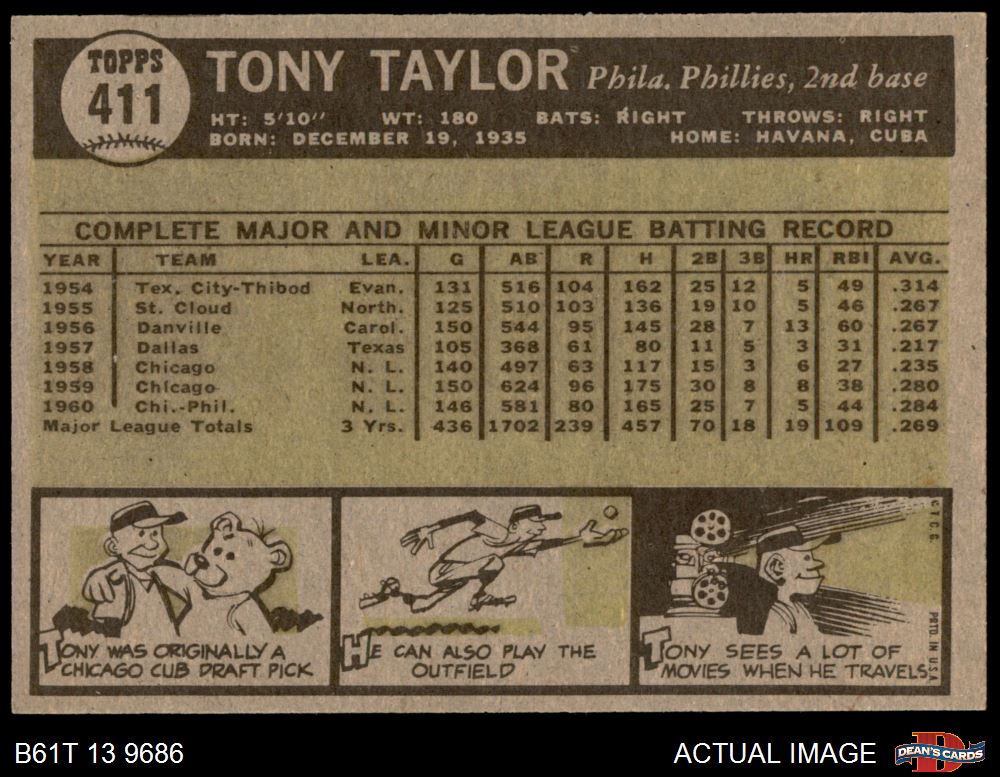 TOPPS
411
TONY TAYLOR Phila. Phillies, 2nd base
HT: 5'10" WT: 180 BATS: RIGHT THROWS: RIGHT
BORN: DECEMBER 19, 1935 HOME: HAVANA, CUBA
COMPLETE MAJOR AND MINOR LEAGUE BATTING RECORD
YEAR TEAM LEA. G AB R H 2B 3B HR RBI AVG.
1954 Tex. City-Thibod Evan. 131 516 104 162 25 12 5 49 .314
1955 St. Cloud North. 125 510 103 136 19 10 5 46 .267
1956 Danville Carol. 150 544 95 145 28 7 13 60 .267
1957 Dallas Texas 105 368 61 80 11 5 3 31 .217
1958 Chicago N. L. 140 497 63 117 15 3 6 27 .235
1959 Chicago N. L. 150 624 96 175 30 8 8 38 .280
1960 Chi.-Phil. N. L. 146 581 80 165 25 7 5 44 .284
Major League Totals 3 Yrs. 436 1702 239 457 70 18 19 109 .269
TONY WAS ORIGINALLY A
CHICAGO CUB DRAFT PICK
HE CAN ALSO PLAY THE
OUTFIELD
TONY SEES A LOT OF
MOVIES WHEN HE TRAVELS
©T.C.G.
PRTD. IN U.S.A.
B61T 13 9686
ACTUAL IMAGE
D
DEAN'S CARDS